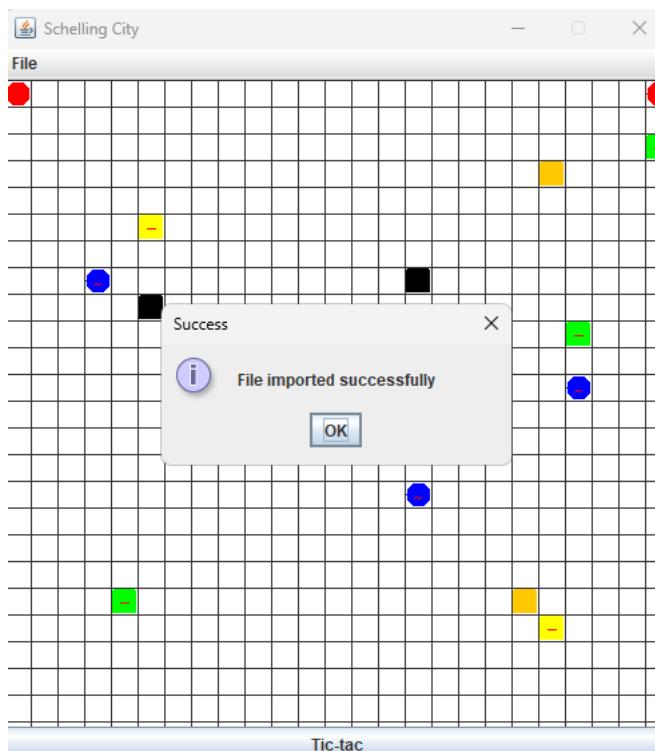 Schelling City
File
Success
File imported successfully
OK
Tic-tac